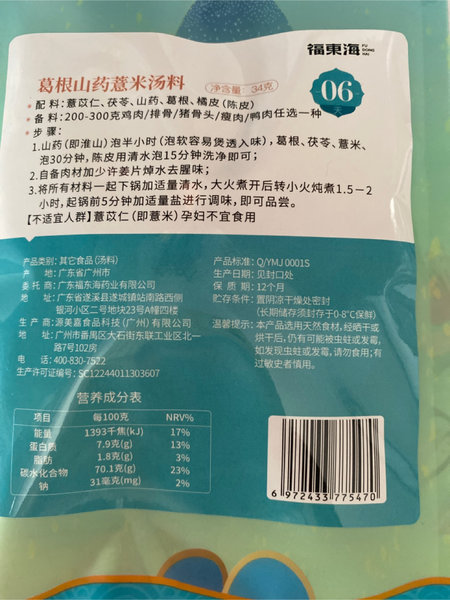 福東海 FU DONG HAI
葛根山药薏米汤料
净含量：34克
06
天
• 配料：薏苡仁、茯苓、山药、葛根、橘皮（陈皮）
• 备料：200-300克鸡肉/排骨/猪骨头/瘦肉/鸭肉任选一种
• 步骤：
1.山药（即淮山）泡半小时（泡软容易煲透入味），葛根、茯苓、薏米、
泡30分钟，陈皮用清水泡15分钟洗净即可；
2.自备肉材加少许姜片焯水去腥味；
3.将所有材料一起下锅加适量清水，大火煮开后转小火炖煮1.5-2
小时，起锅前5分钟加适量盐进行调味，即可品尝。
【不适宜人群】薏苡仁（即薏米）孕妇不宜食用
产品类别：其它食品(汤料)
产 地：广东省广州市
委托商：广东福东海药业有限公司
地 址：广东省遂溪县遂城镇站南路西侧
银河小区二号地块23号A幢四楼
生产商：源美嘉食品科技（广州）有限公司
地 址：广州市番禺区大石街东联工业区北一
路7号102房
电 话：400-830-7522
生产许可证编号：SC12244011303607
产品标准：Q/YMJ 0001S
生产日期：见封口处
保质期：12个月
贮存条件：置阴凉干燥处密封
（长期储存须封存于0-8℃保鲜）
温馨提示：本产品选用天然食材，经晒干或
烘干后，仍有可能被虫蛀或发霉，
如发现虫蛀或发霉，请勿食用；有
过敏史者慎用。
营养成分表
项目 每100克 NRV%
能量 1393千焦(kJ) 17%
蛋白质 7.9克(g) 13%
脂肪 1.8克(g) 3%
碳水化合物 70.1克(g) 23%
钠 31毫克(mg) 2%
6 972433 775470